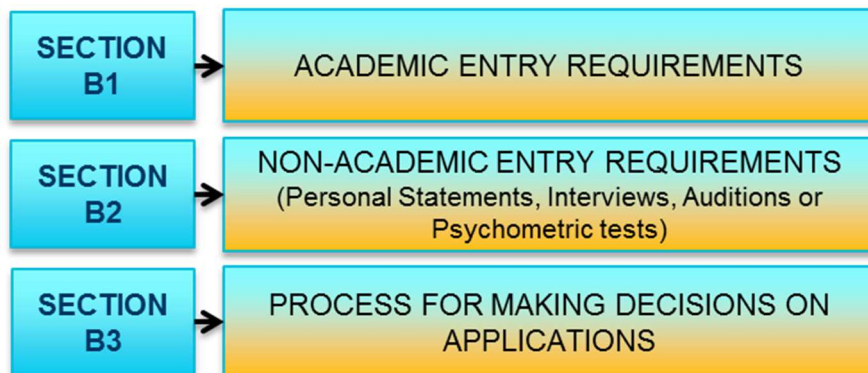 SECTION
B1
ACADEMIC ENTRY REQUIREMENTS
SECTION
B2
NON-ACADEMIC ENTRY REQUIREMENTS
(Personal Statements, Interviews, Auditions or
Psychometric tests)
SECTION
B3
PROCESS FOR MAKING DECISIONS ON
APPLICATIONS